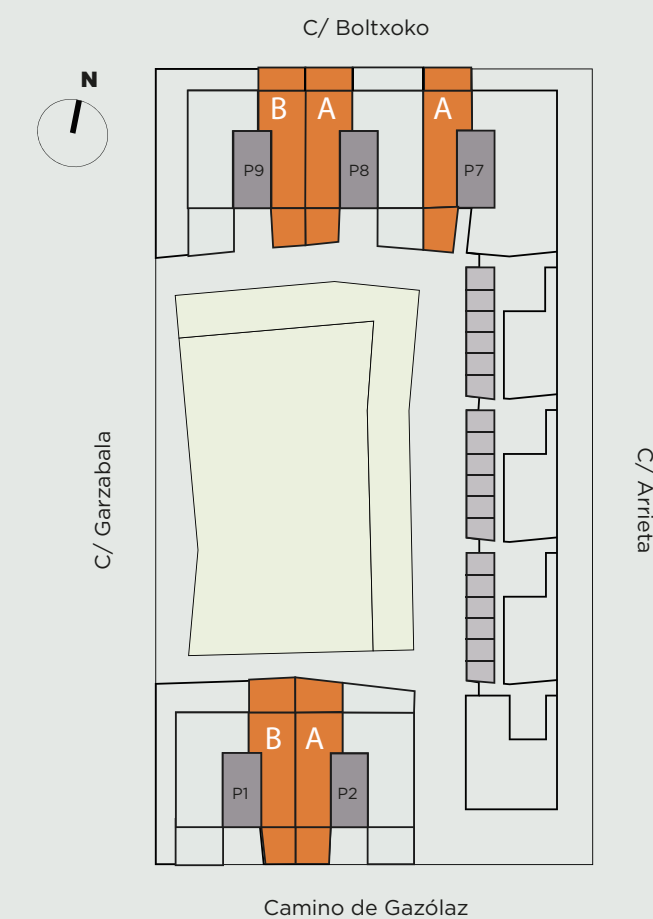 C/ Boltxoko
N
B A A
P9 P8 P7
C/ Garzabala
C/ Arrieta
B A
P1 P2
Camino de Gazólaz